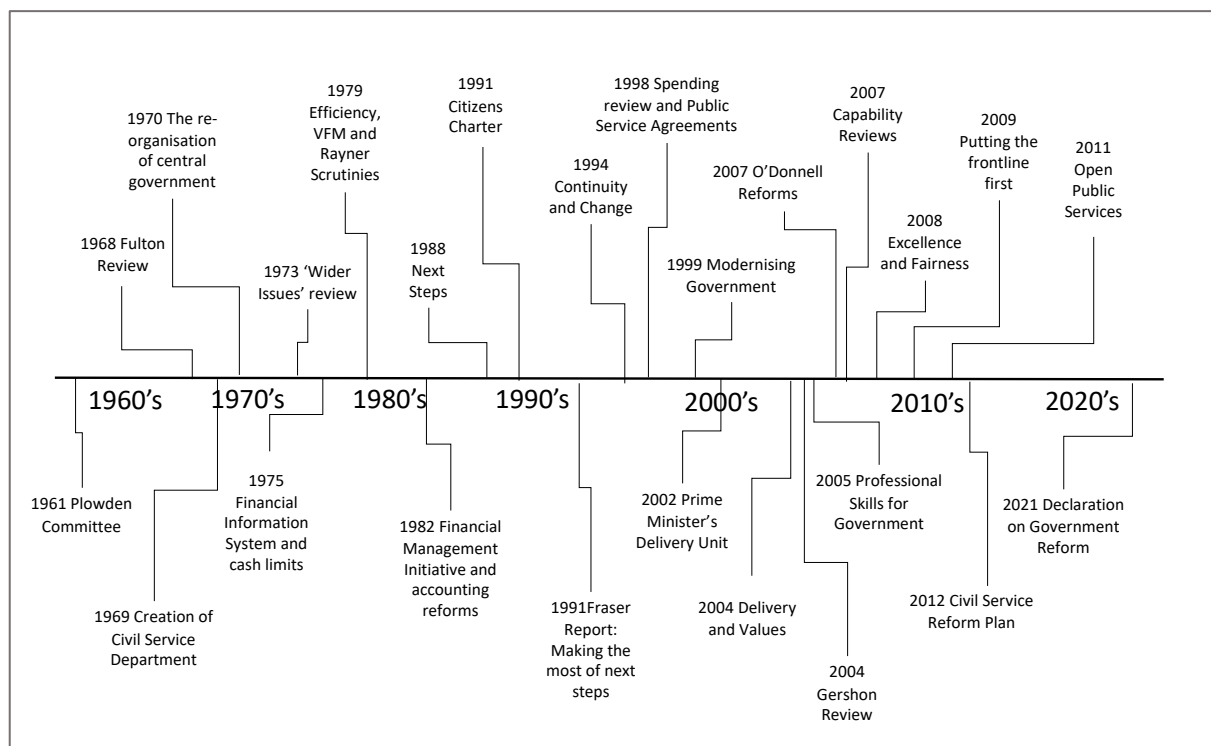 1970 The re-
organisation
of central
government
1979
Efficiency,
VFM and
Rayner
Scrutinies
1991
Citizens
Charter
1998 Spending
review and Public
Service Agreements
2007
Capability
Reviews
2009
Putting the
frontline
first
2011
Open
Public
Services
1994
Continuity
and Change
2007 O’Donnell
Reforms
1968 Fulton
Review
1973 ‘Wider
Issues’ review
1988
Next
Steps
1999 Modernising
Government
2008
Excellence
and Fairness
1960’s
1970’s
1980’s
1990’s
2000’s
2010’s
2020’s
1961 Plowden
Committee
1975
Financial
Information
System and
cash limits
1982 Financial
Management
Initiative and
accounting
reforms
2002 Prime
Minister’s
Delivery Unit
2005 Professional
Skills for
Government
2021 Declaration
on Government
Reform
1969 Creation of
Civil Service
Department
1991Fraser
Report:
Making the
most of next
steps
2004 Delivery
and Values
2004
Gershon
Review
2012 Civil Service
Reform Plan